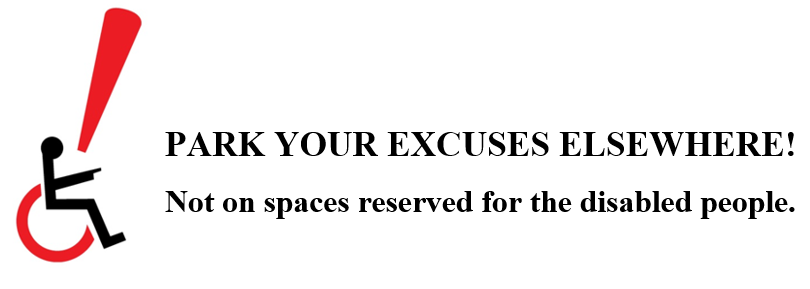 PARK YOUR EXCUSES ELSEWHERE!
Not on spaces reserved for the disabled people.